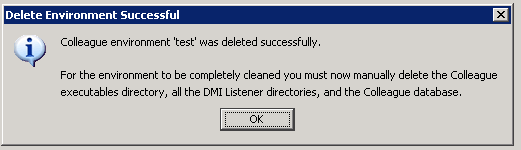 Delete Environment Successful
Colleague environment 'test' was deleted successfully.
For the environment to be completely cleaned you must now manually delete the Colleague
executables directory, all the DMI Listener directories, and the Colleague database.
OK